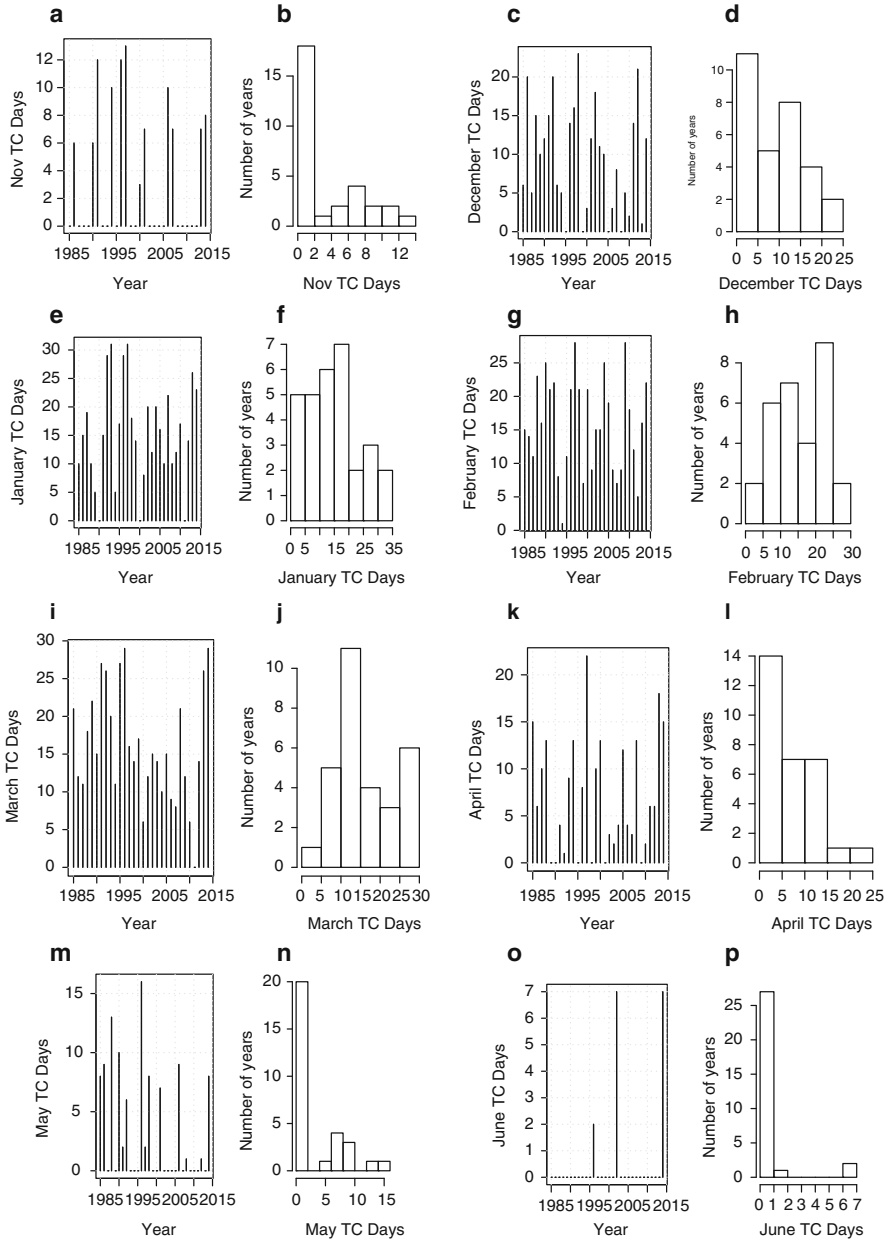 a
Nov TC Days
12
10
8
6
4
2
0
1985 1995 2005 2015
Year
b
Number of years
15
10
5
0
0 2 4 6 8 12
Nov TC Days
c
December TC Days
20
15
10
5
0
1985 1995 2005 2015
Year
d
Number of years
10
8
6
4
2
0
0 5 10 15 20 25
December TC Days
e
January TC Days
30
25
20
15
10
5
0
1985 1995 2005 2015
Year
f
Number of years
7
6
5
4
3
2
1
0
0 5 15 25 35
January TC Days
g
February TC Days
25
20
15
10
5
0
1985 1995 2005 2015
Year
h
Number of years
8
6
4
2
0
0 5 10 20 30
February TC Days
i
March TC Days
30
25
20
15
10
5
0
1985 1995 2005 2015
Year
j
Number of years
10
8
6
4
2
0
0 5 10 15 20 25 30
March TC Days
k
April TC Days
20
15
10
5
0
1985 1995 2005 2015
Year
l
Number of years
14
12
10
8
6
4
2
0
0 5 10 15 20 25
April TC Days
m
May TC Days
15
10
5
0
1985 1995 2005 2015
Year
n
Number of years
20
15
10
5
0
0 5 10 15
May TC Days
o
June TC Days
7
6
5
4
3
2
1
0
1985 1995 2005 2015
Year
p
Number of years
25
20
15
10
5
0
0 1 2 3 4 5 6 7
June TC Days